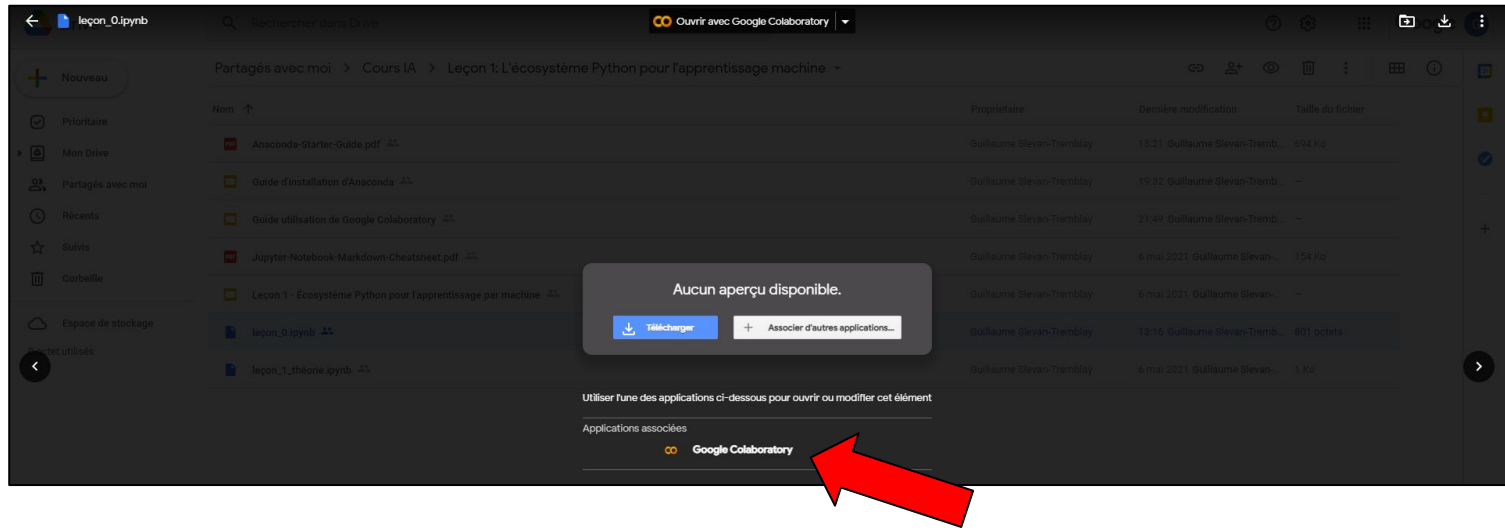 leçon_0.ipynb
Ouvrir avec Google Colaboratory
Rechercher dans Drive
Nouveau
Partagés avec moi > Cours IA > Leçon 1: L'écosystème Python pour l'apprentissage machine
Nom
Propriétaire
Dernière modification
Taille du fichier
Prioritaire
Mon Drive
Partagés avec moi
Récents
Suivis
Corbeille
Espace de stockage
utilisés
Anaconda-Starter-Guide.pdf
Guillaume Slevan-Tremblay
13:21 Guillaume Slevan-Tremb...
694 Ko
Guide d'installation d'Anaconda
Guillaume Slevan-Tremblay
19:32 Guillaume Slevan-Tremb...
—
Guide utilisation de Google Colaboratory
Guillaume Slevan-Tremblay
21:49 Guillaume Slevan-Tremb...
—
Jupyter-Notebook-Markdown-Cheatsheet.pdf
Guillaume Slevan-Tremblay
6 mai 2021 Guillaume Slevan-...
154 Ko
Leçon 1 - Écosystème Python pour l'apprentissage par machine
Guillaume Slevan-Tremblay
6 mai 2021 Guillaume Slevan-...
—
leçon_0.ipynb
Guillaume Slevan-Tremblay
13:16 Guillaume Slevan-Tremb...
801 octets
leçon_1_théorie.ipynb
Guillaume Slevan-Tremblay
6 mai 2021 Guillaume Slevan-...
1 Ko
Aucun aperçu disponible.
Télécharger
Associer d'autres applications...
Utiliser l'une des applications ci-dessous pour ouvrir ou modifier cet élément
Applications associées
Google Colaboratory